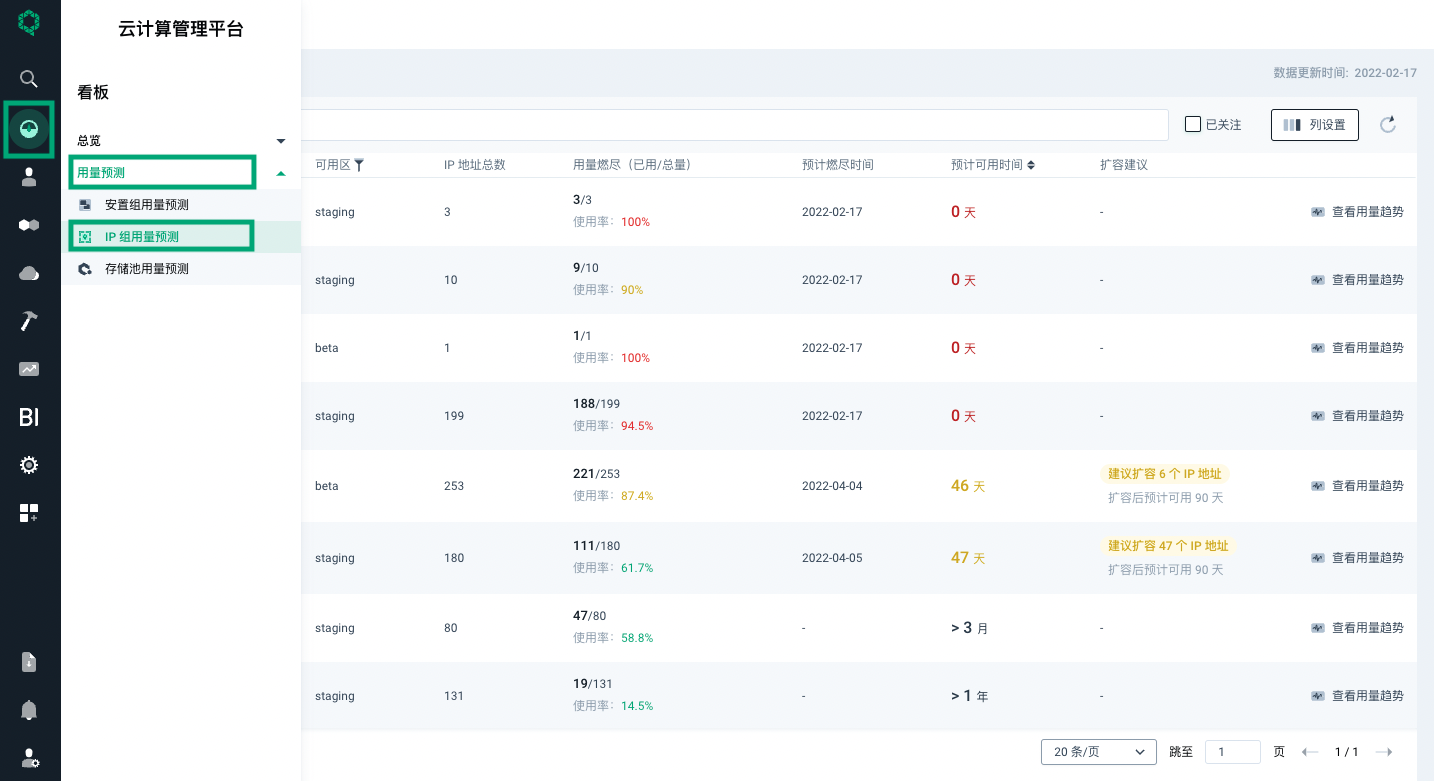 云计算管理平台
看板
总览
用量预测
安置组用量预测
IP 组用量预测
存储池用量预测
BI
数据更新时间: 2022-02-17
已关注
列设置
可用区 IP 地址总数 用量燃尽（已用/总量） 预计燃尽时间 预计可用时间 扩容建议
staging 3 3/3 2022-02-17 0 天 - 查看用量趋势
使用率: 100%
staging 10 9/10 2022-02-17 0 天 - 查看用量趋势
使用率: 90%
beta 1 1/1 2022-02-17 0 天 - 查看用量趋势
使用率: 100%
staging 199 188/199 2022-02-17 0 天 - 查看用量趋势
使用率: 94.5%
beta 253 221/253 2022-04-04 46 天 建议扩容 6 个 IP 地址 查看用量趋势
使用率: 87.4% 扩容后预计可用 90 天
staging 180 111/180 2022-04-05 47 天 建议扩容 47 个 IP 地址 查看用量趋势
使用率: 61.7% 扩容后预计可用 90 天
staging 80 47/80 - > 3 月 - 查看用量趋势
使用率: 58.8%
staging 131 19/131 - > 1 年 - 查看用量趋势
使用率: 14.5%
20 条/页 跳至 1 页 1 / 1